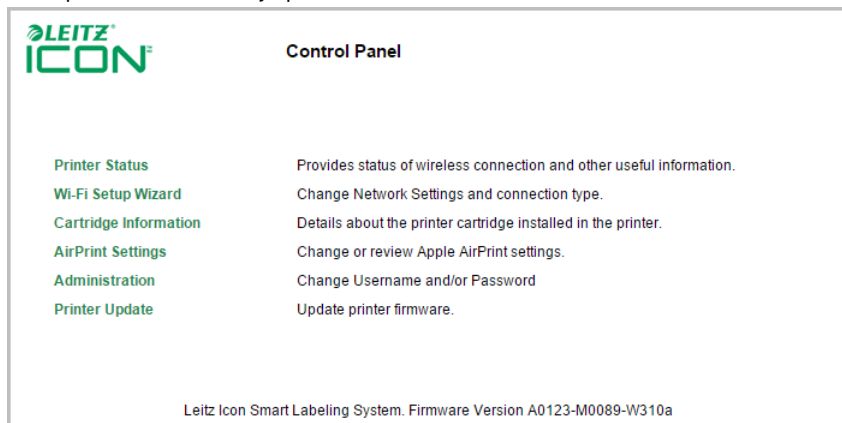 LEITZ®
ICON™
Control Panel
Printer Status Provides status of wireless connection and other useful information.
Wi-Fi Setup Wizard Change Network Settings and connection type.
Cartridge Information Details about the printer cartridge installed in the printer.
AirPrint Settings Change or review Apple AirPrint settings.
Administration Change Username and/or Password
Printer Update Update printer firmware.
Leitz Icon Smart Labeling System. Firmware Version A0123-M0089-W310a